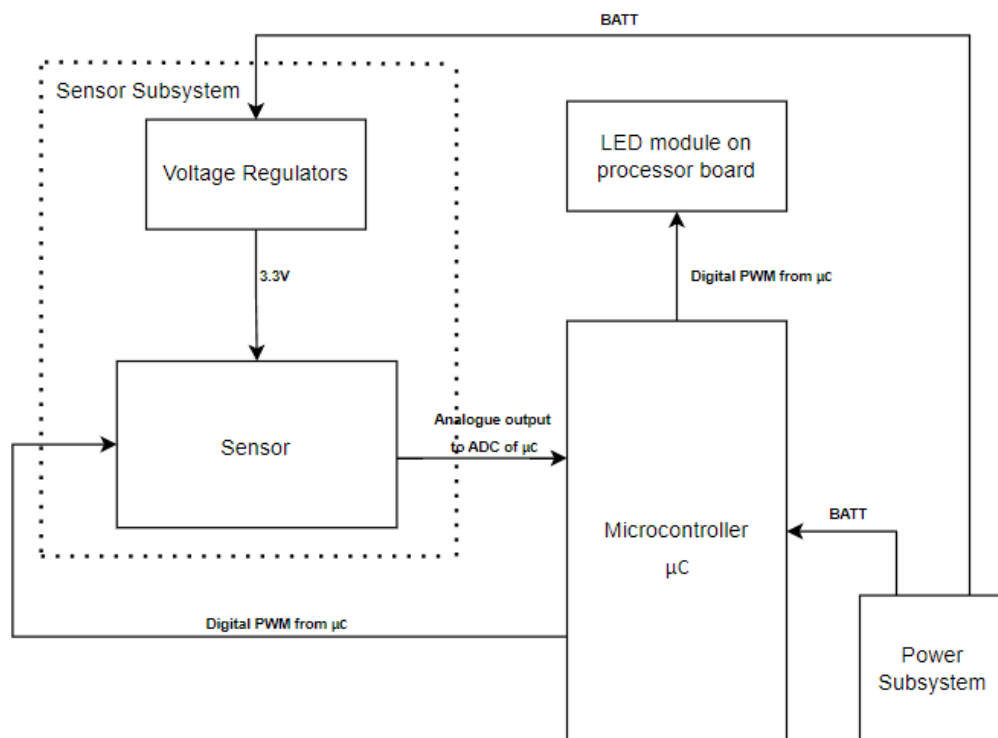 BATT
Sensor Subsystem
Voltage Regulators
LED module on
processor board
3.3V
Digital PWM from μC
Sensor
Analogue output
to ADC of μC
Microcontroller
μC
BATT
Digital PWM from μC
Power
Subsystem